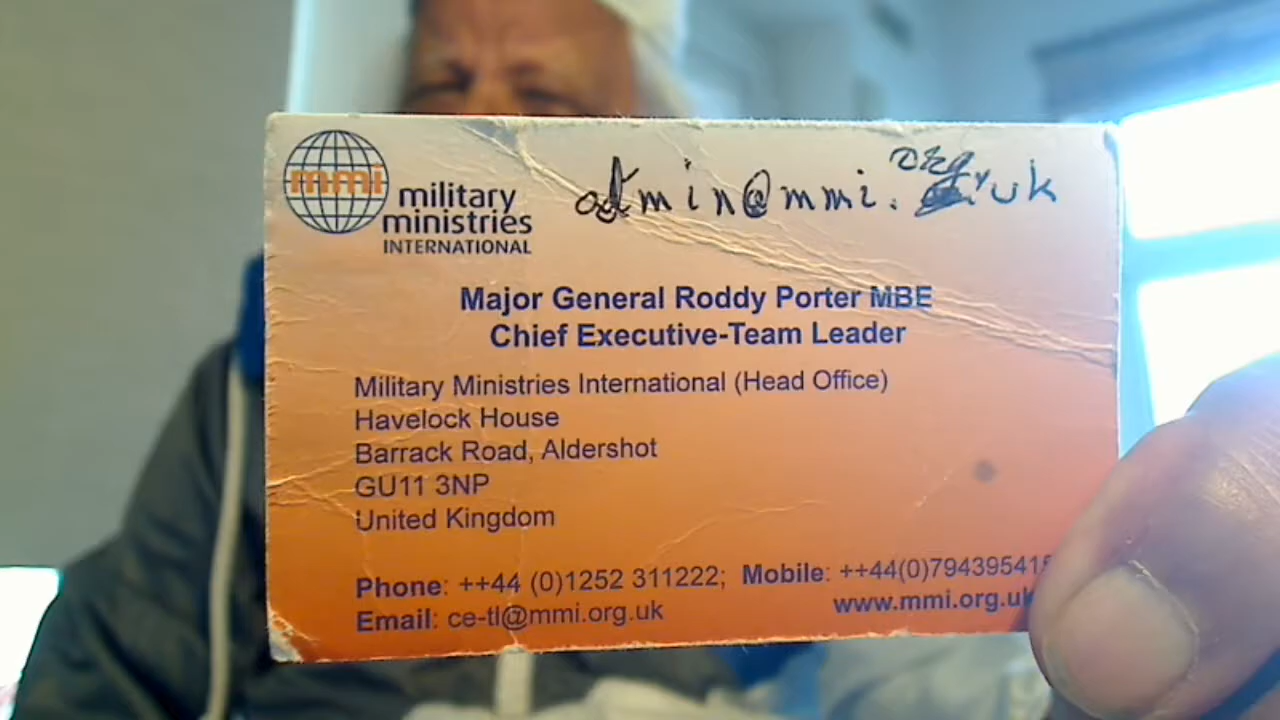 mmi
military
ministries
INTERNATIONAL
admin@mmi.org.uk
Major General Roddy Porter MBE
Chief Executive-Team Leader
Military Ministries International (Head Office)
Havelock House
Barrack Road, Aldershot
GU11 3NP
United Kingdom
Phone: ++44 (0)1252 311222; Mobile: ++44(0)79439541
Email: ce-tl@mmi.org.uk www.mmi.org.uk